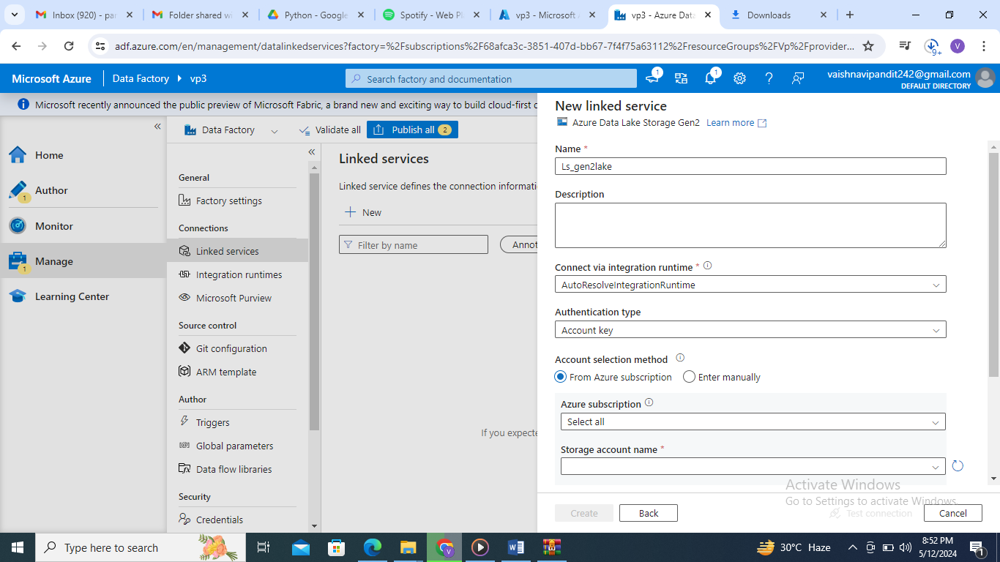 Inbox (920) - pa
Folder shared wi
Python - Google
Spotify - Web Pl
vp3 - Microsoft A
vp3 - Azure Data
Downloads
adf.azure.com/en/management/datalinkedservices?factory=%2Fsubscriptions%2F68afca3c-3851-407d-bb67-7f4f75a63112%2FresourceGroups%2FVp%2Fprovider...
9+
V
Microsoft Azure
Data Factory
vp3
Search factory and documentation
1
1
vaishnavipandit242@gmail.com
DEFAULT DIRECTORY
Microsoft recently announced the public preview of Microsoft Fabric, a brand new and exciting way to build cloud-first d
Home
Author
1
Monitor
Manage
1
Learning Center
Data Factory
Validate all
Publish all 2
General
Factory settings
Connections
Linked services
Integration runtimes
Microsoft Purview
Source control
Git configuration
ARM template
Author
Triggers
Global parameters
Data flow libraries
Security
Credentials
Linked services
Linked service defines the connection informati
New
Filter by name
Annot
If you expecte
New linked service
Azure Data Lake Storage Gen2 Learn more
Name *
Ls_gen2lake
Description
Connect via integration runtime *
AutoResolveIntegrationRuntime
Authentication type
Account key
Account selection method
From Azure subscription
Enter manually
Azure subscription
Select all
Storage account name *
Activate Windows
Go to Settings to activate Windows.
Create
Back
Test connection
Cancel
Type here to search
30°C Haze
8:52 PM
5/12/2024
1